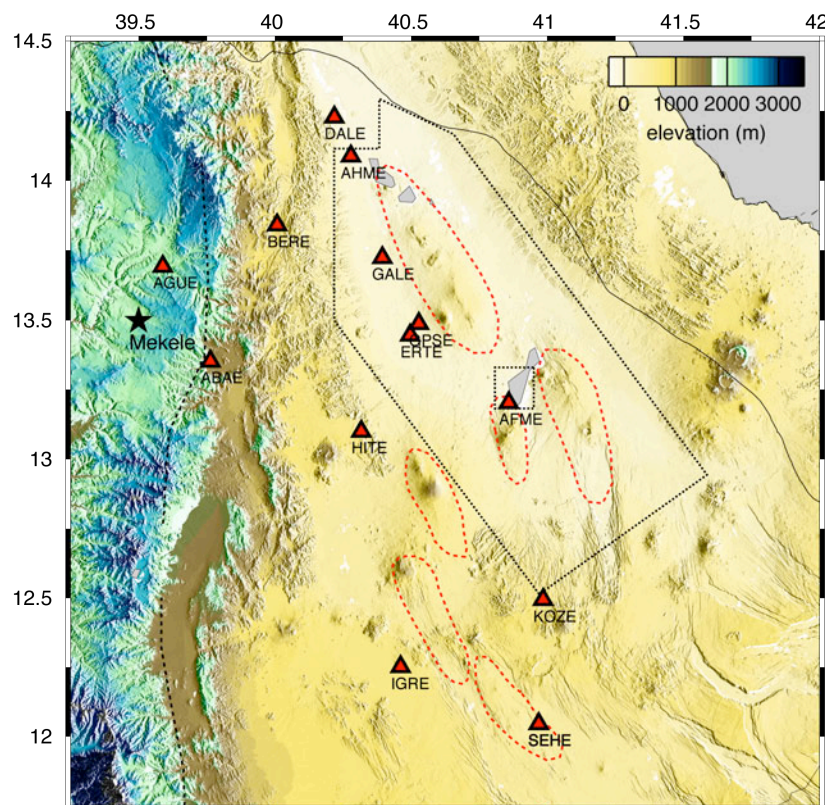 39.5 40 40.5 41 41.5 42
14.5
0 1000 2000 3000
elevation (m)
DALE
14
AHME
BERE
GALE
AGUE
13.5
Mekele
OPSE
ERTE
ABAE
AFME
HITE
13
12.5
KOZE
IGRE
12
SEHE